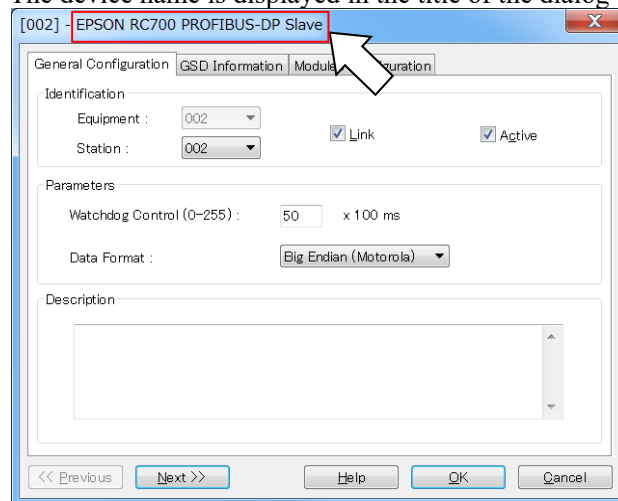 The device name is displayed in the title of the dialog
[002] - EPSON RC700 PROFIBUS-DP Slave
General Configuration GSD Information Module uration
Identification
Equipment : 002
Station : 002
Link
Active
Parameters
Watchdog Control (0-255) : 50 x 100 ms
Data Format : Big Endian (Motorola)
Description
<< Previous Next >> Help OK Cancel